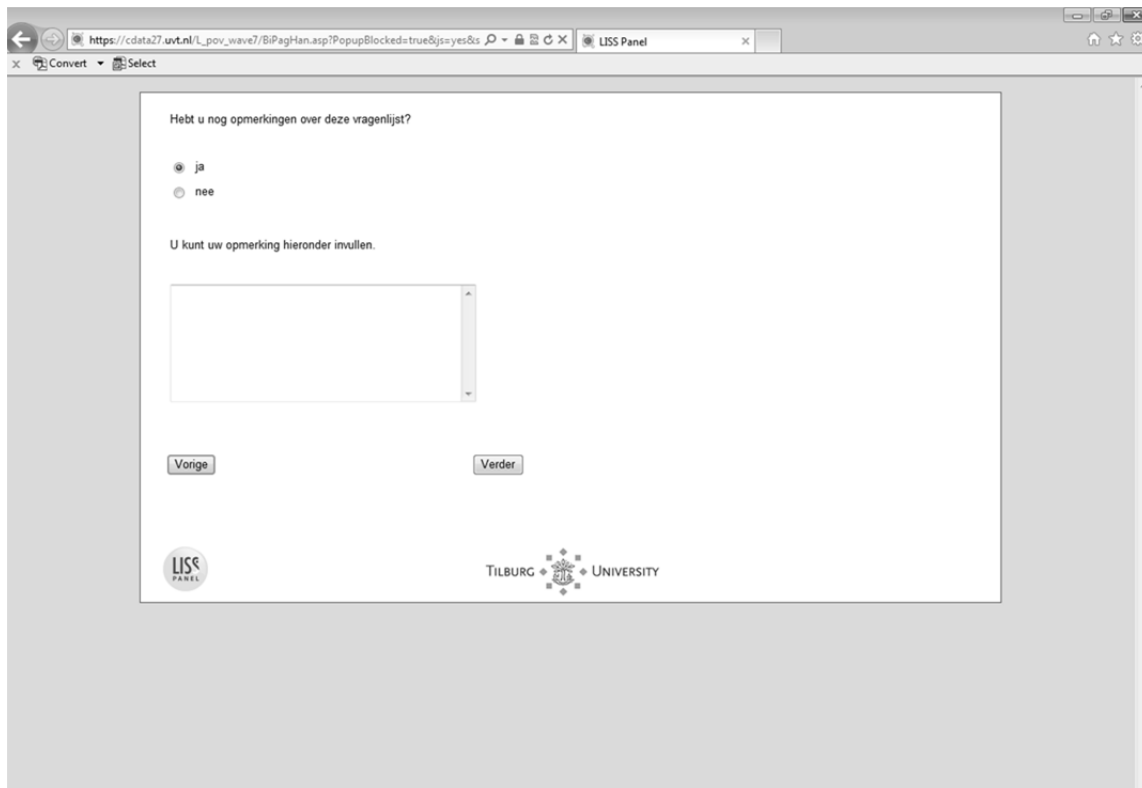 https://cdata27.uvt.nl/L_pov_wave7/BiPagHan.asp?PopupBlocked=true&js=yes&s
LISS Panel
x Convert Select
Hebt u nog opmerkingen over deze vragenlijst?
ja
nee
U kunt uw opmerking hieronder invullen.
Vorige Verder
LISS
PANEL
TILBURG UNIVERSITY